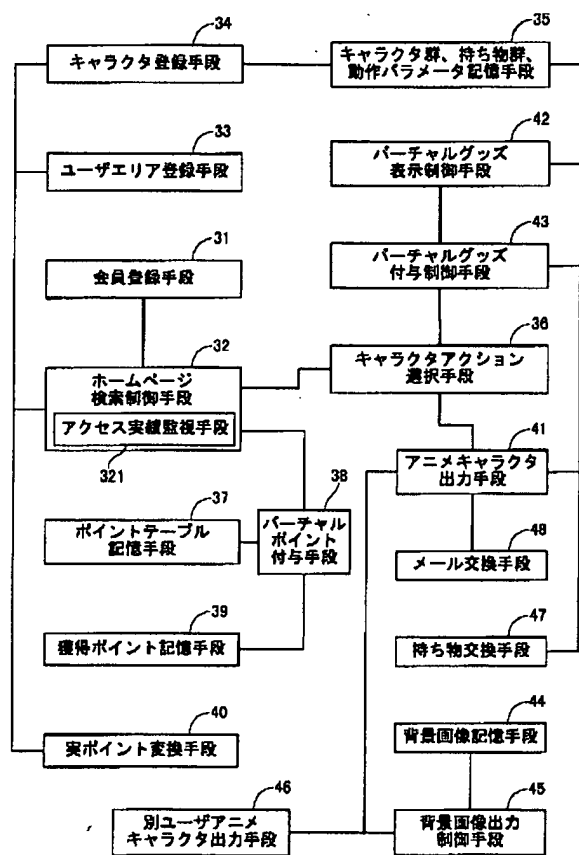 34
キャラクタ登録手段
35
キャラクタ群、持ち物群、
動作パラメータ記憶手段
33
ユーザエリア登録手段
42
バーチャルグッズ
表示制御手段
31
会員登録手段
43
バーチャルグッズ
付与制御手段
32
ホームページ
検索制御手段
アクセス実績監視手段
321
36
キャラクタアクション
選択手段
41
アニメキャラクタ
出力手段
37
ポイントテーブル
記憶手段
38
バーチャル
ポイント
付与手段
48
メール交換手段
39
獲得ポイント記憶手段
47
持ち物交換手段
40
実ポイント変換手段
44
背景画像記憶手段
46
別ユーザアニメ
キャラクタ出力手段
45
背景画像出力
制御手段